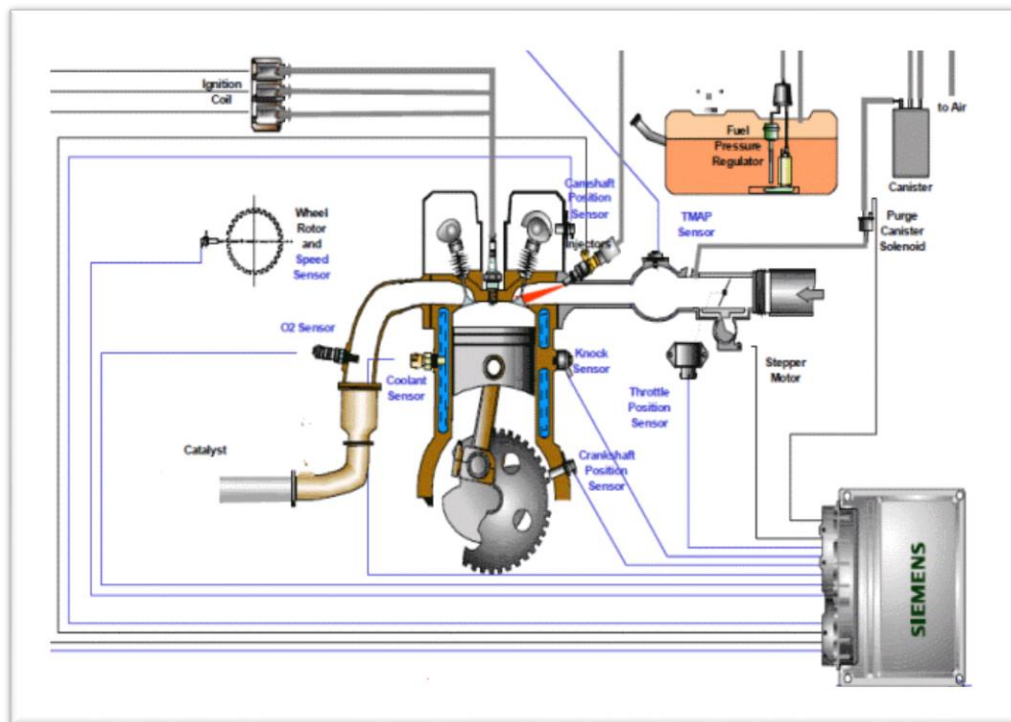 Ignition
Coil
Fuel
Pressure
Regulator
to Air
Canister
Purge
Canister
Solenoid
Camshaft
Position
Sensor
Injectors
TMAP
Sensor
Wheel
Rotor
and
Speed
Sensor
O2 Sensor
Coolant
Sensor
Knock
Sensor
Throttle
Position
Sensor
Stepper
Motor
Catalyst
Crankshaft
Position
Sensor
SIEMENS